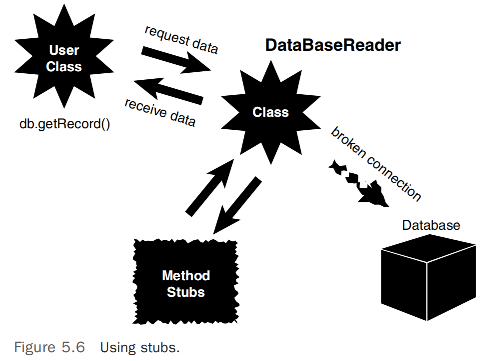 User
Class
request data
DataBaseReader
receive data
Class
db.getRecord()
broken connection
Database
Method
Stubs
Figure 5.6 Using stubs.